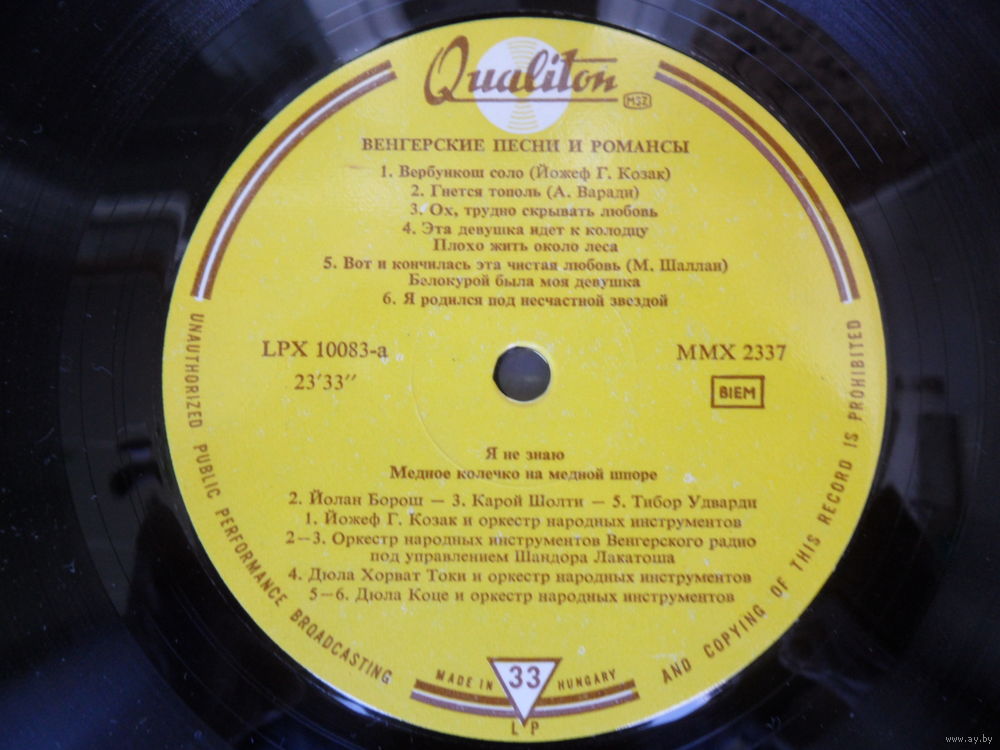 Qualiton
MSZ
ВЕНГЕРСКИЕ ПЕСНИ И РОМАНСЫ
1. Вербункош соло (Йожеф Г. Козак)
2. Гнется тополь (А. Варади)
3. Ох, трудно скрывать любовь
4. Эта девушка идет к колодцу
Плохо жить около леса
5. Вот и кончилась эта чистая любовь (М. Шаллаи)
Белокурой была моя девушка
6. Я родился под несчастной звездой
LPX 10083-a
23′33″
MMX 2337
BIEM
Я не знаю
Медное колечко на медной шпоре
2. Йолан Борош — 3. Карой Шолти — 5. Тибор Удварди
1. Йожеф Г. Козак и оркестр народных инструментов
2—3. Оркестр народных инструментов Венгерского радио
под управлением Шандора Лакатоша
4. Дюла Хорват Токи и оркестр народных инструментов
5—6. Дюла Коце и оркестр народных инструментов
UNAUTHORIZED PUBLIC PERFORMANCE BROADCASTING
AND COPYING OF THIS RECORD IS PROHIBITED
MADE IN HUNGARY
33
LP
www.ay.by